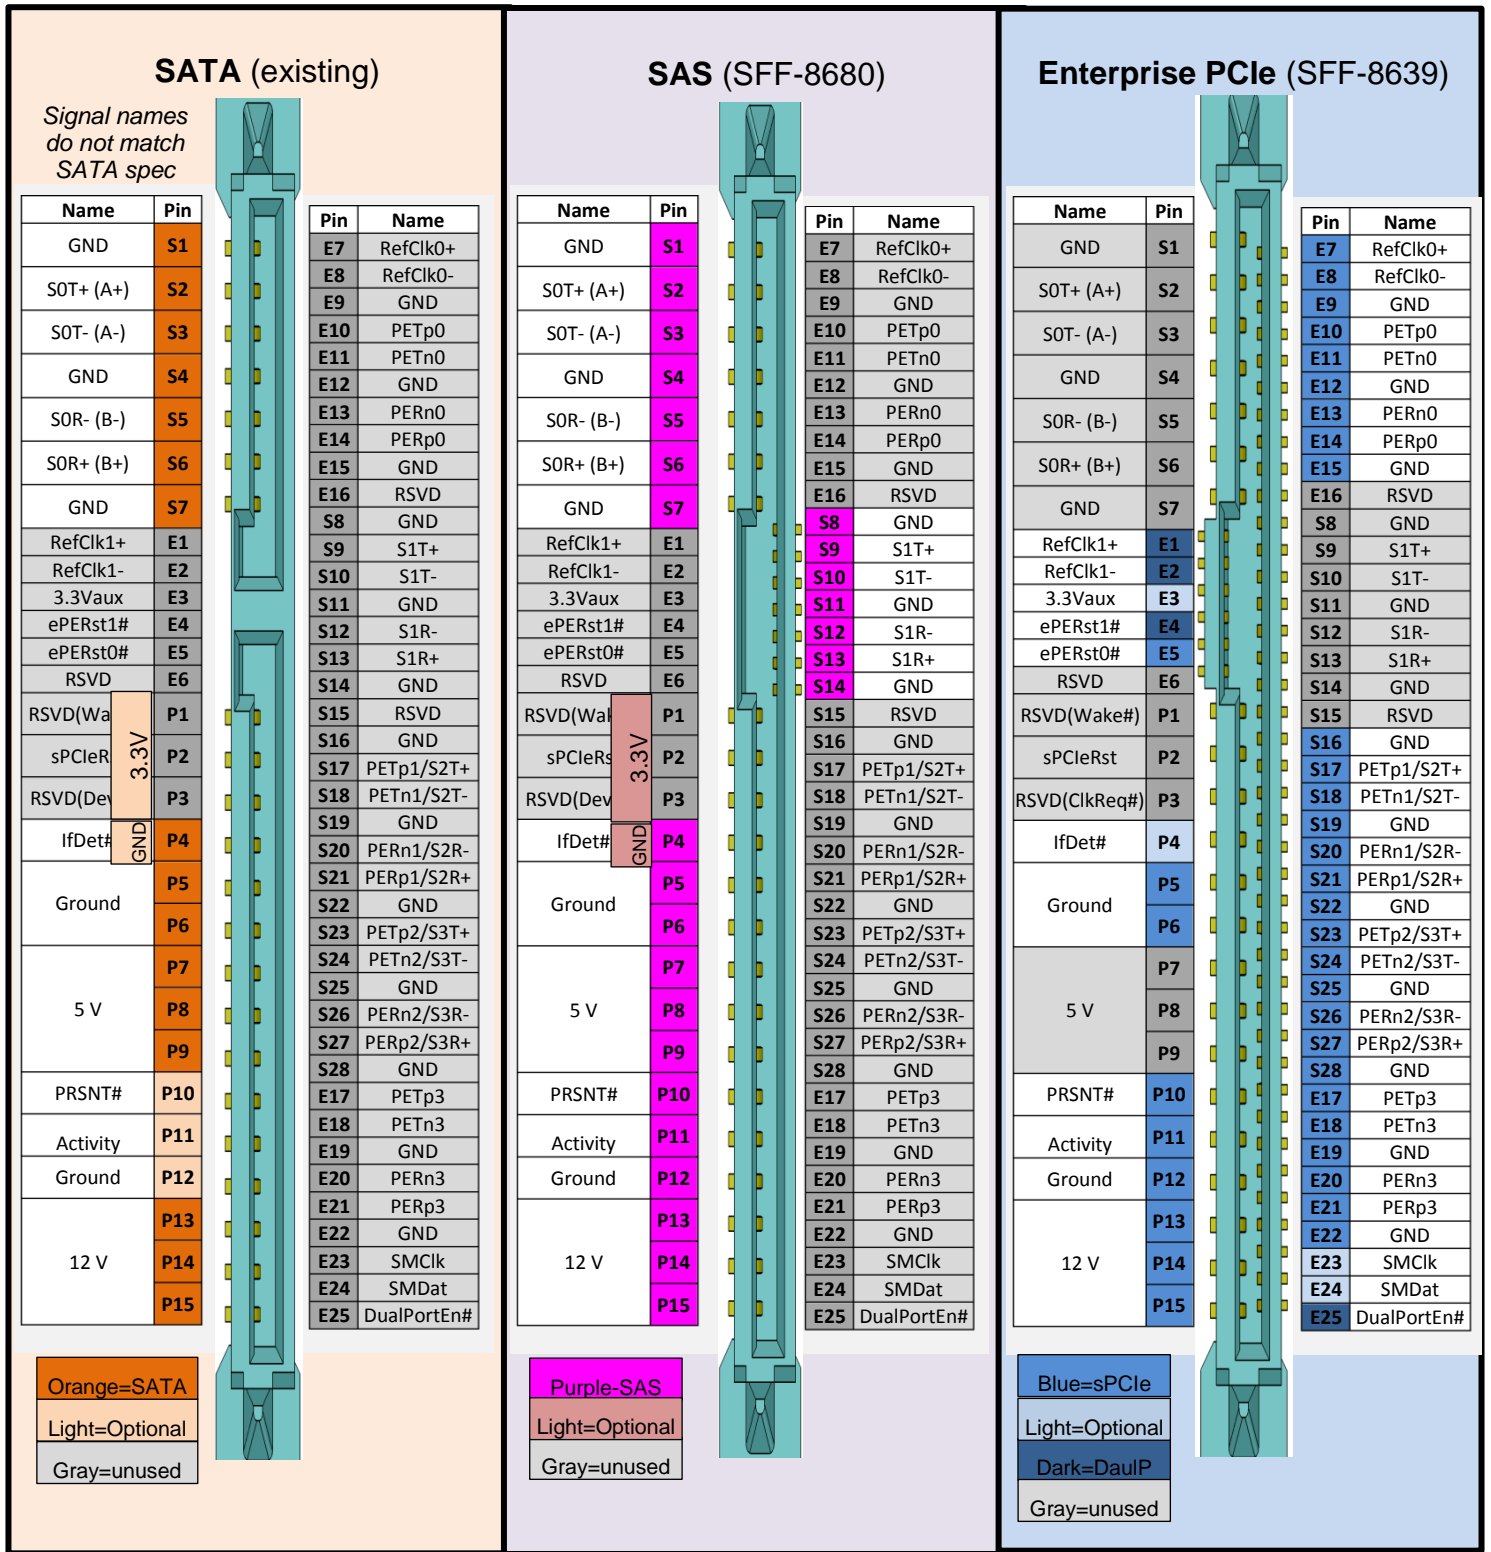 SATA (existing)
Signal names
do not match
SATA spec
Name Pin
GND S1
S0T+ (A+) S2
S0T- (A-) S3
GND S4
S0R- (B-) S5
S0R+ (B+) S6
GND S7
RefClk1+ E1
RefClk1- E2
3.3Vaux E3
ePERst1# E4
ePERst0# E5
RSVD E6
RSVD(Wa P1
sPCIeR P2
RSVD(Dev P3
3.3V
IfDet# P4
GND
Ground P5
P6
5 V P7
P8
P9
PRSNT# P10
Activity P11
Ground P12
12 V P13
P14
P15
Pin Name
E7 RefClk0+
E8 RefClk0-
E9 GND
E10 PETp0
E11 PETn0
E12 GND
E13 PERn0
E14 PERp0
E15 GND
E16 RSVD
S8 GND
S9 S1T+
S10 S1T-
S11 GND
S12 S1R-
S13 S1R+
S14 GND
S15 RSVD
S16 GND
S17 PETp1/S2T+
S18 PETn1/S2T-
S19 GND
S20 PERn1/S2R-
S21 PERp1/S2R+
S22 GND
S23 PETp2/S3T+
S24 PETn2/S3T-
S25 GND
S26 PERn2/S3R-
S27 PERp2/S3R+
S28 GND
E17 PETp3
E18 PETn3
E19 GND
E20 PERn3
E21 PERp3
E22 GND
E23 SMClk
E24 SMDat
E25 DualPortEn#
Orange=SATA
Light=Optional
Gray=unused
SAS (SFF-8680)
Name Pin
GND S1
S0T+ (A+) S2
S0T- (A-) S3
GND S4
S0R- (B-) S5
S0R+ (B+) S6
GND S7
RefClk1+ E1
RefClk1- E2
3.3Vaux E3
ePERst1# E4
ePERst0# E5
RSVD E6
RSVD(Wak P1
sPCIeRs P2
RSVD(Dev P3
3.3V
IfDet# P4
GND
Ground P5
P6
5 V P7
P8
P9
PRSNT# P10
Activity P11
Ground P12
12 V P13
P14
P15
Pin Name
E7 RefClk0+
E8 RefClk0-
E9 GND
E10 PETp0
E11 PETn0
E12 GND
E13 PERn0
E14 PERp0
E15 GND
E16 RSVD
S8 GND
S9 S1T+
S10 S1T-
S11 GND
S12 S1R-
S13 S1R+
S14 GND
S15 RSVD
S16 GND
S17 PETp1/S2T+
S18 PETn1/S2T-
S19 GND
S20 PERn1/S2R-
S21 PERp1/S2R+
S22 GND
S23 PETp2/S3T+
S24 PETn2/S3T-
S25 GND
S26 PERn2/S3R-
S27 PERp2/S3R+
S28 GND
E17 PETp3
E18 PETn3
E19 GND
E20 PERn3
E21 PERp3
E22 GND
E23 SMClk
E24 SMDat
E25 DualPortEn#
Purple-SAS
Light=Optional
Gray=unused
Enterprise PCIe (SFF-8639)
Name Pin
GND S1
S0T+ (A+) S2
S0T- (A-) S3
GND S4
S0R- (B-) S5
S0R+ (B+) S6
GND S7
RefClk1+ E1
RefClk1- E2
3.3Vaux E3
ePERst1# E4
ePERst0# E5
RSVD E6
RSVD(Wake#) P1
sPCIeRst P2
RSVD(ClkReq#) P3
IfDet# P4
Ground P5
P6
5 V P7
P8
P9
PRSNT# P10
Activity P11
Ground P12
12 V P13
P14
P15
Pin Name
E7 RefClk0+
E8 RefClk0-
E9 GND
E10 PETp0
E11 PETn0
E12 GND
E13 PERn0
E14 PERp0
E15 GND
E16 RSVD
S8 GND
S9 S1T+
S10 S1T-
S11 GND
S12 S1R-
S13 S1R+
S14 GND
S15 RSVD
S16 GND
S17 PETp1/S2T+
S18 PETn1/S2T-
S19 GND
S20 PERn1/S2R-
S21 PERp1/S2R+
S22 GND
S23 PETp2/S3T+
S24 PETn2/S3T-
S25 GND
S26 PERn2/S3R-
S27 PERp2/S3R+
S28 GND
E17 PETp3
E18 PETn3
E19 GND
E20 PERn3
E21 PERp3
E22 GND
E23 SMClk
E24 SMDat
E25 DualPortEn#
Blue=sPCIe
Light=Optional
Dark=DaulP
Gray=unused